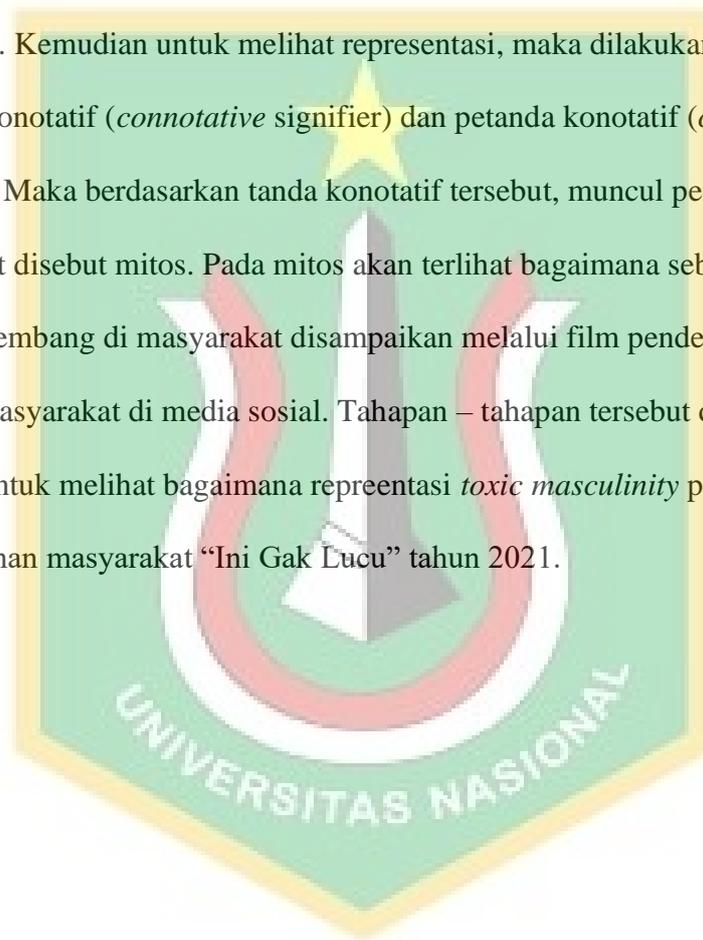 . Kemudian untuk melihat representasi, maka dilakukan
onotatif (connotative signifier) dan petanda konotatif (
Maka berdasarkan tanda konotatif tersebut, muncul pe
t disebut mitos. Pada mitos akan terlihat bagaimana seb
embang di masyarakat disampaikan melalui film pende
asyarakat di media sosial. Tahapan – tahapan tersebut
ntuk melihat bagaimana repreentasi toxic masculinity p
nan masyarakat “Ini Gak Lucu” tahun 2021.
UNIVERSITAS NASIONAL